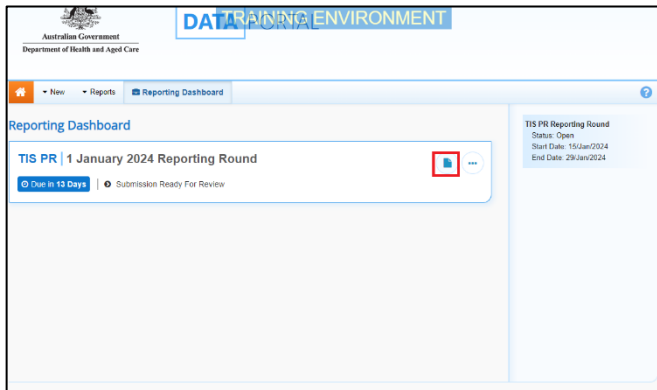 Australian Government
Department of Health and Aged Care
DATA PORTAL
TRAINING ENVIRONMENT
New
Reports
Reporting Dashboard
?
Reporting Dashboard
TIS PR | 1 January 2024 Reporting Round
Due in 13 Days
Submission Ready For Review
TIS PR Reporting Round
Status: Open
Start Date: 15/Jan/2024
End Date: 29/Jan/2024